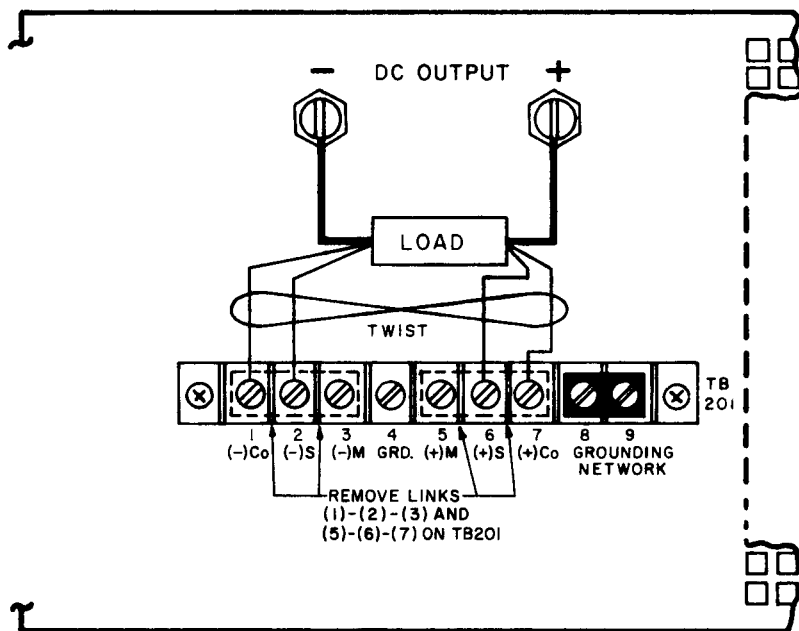 − DC OUTPUT +
LOAD
TWIST
TB
201
1 2 3 4 5 6 7 8 9
(-)Co (-)S (-)M GRD. (+)M (+)S (+)Co GROUNDING
NETWORK
REMOVE LINKS
(1)-(2)-(3) AND
(5)-(6)-(7) ON TB201